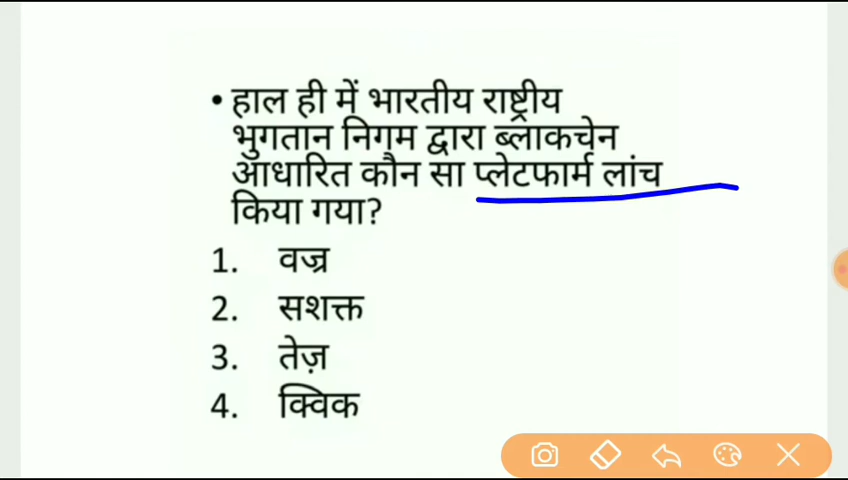 • हाल ही में भारतीय राष्ट्रीय
भुगतान निगम द्वारा ब्लाकचेन
आधारित कौन सा प्लेटफार्म लांच
किया गया?
1. वज्र
2. सशक्त
3. तेज़
4. क्विक